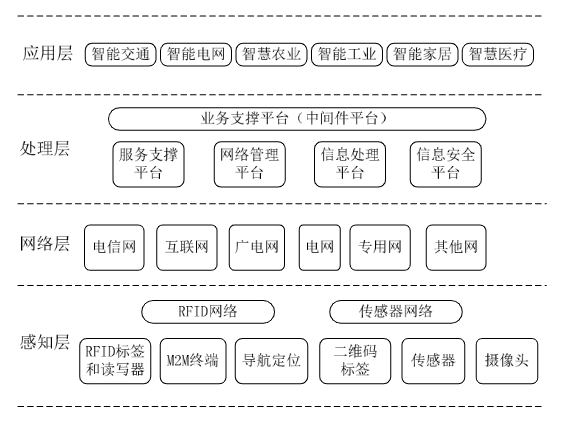 应用层 智能交通 智能电网 智慧农业 智能工业 智能家居 智慧医疗
业务支撑平台（中间件平台）
处理层
服务支撑平台
网络管理平台
信息处理平台
信息安全平台
网络层 电信网 互联网 广电网 电网 专用网 其他网
RFID网络 传感器网络
感知层
RFID标签和读写器
M2M终端
导航定位
二维码标签
传感器
摄像头